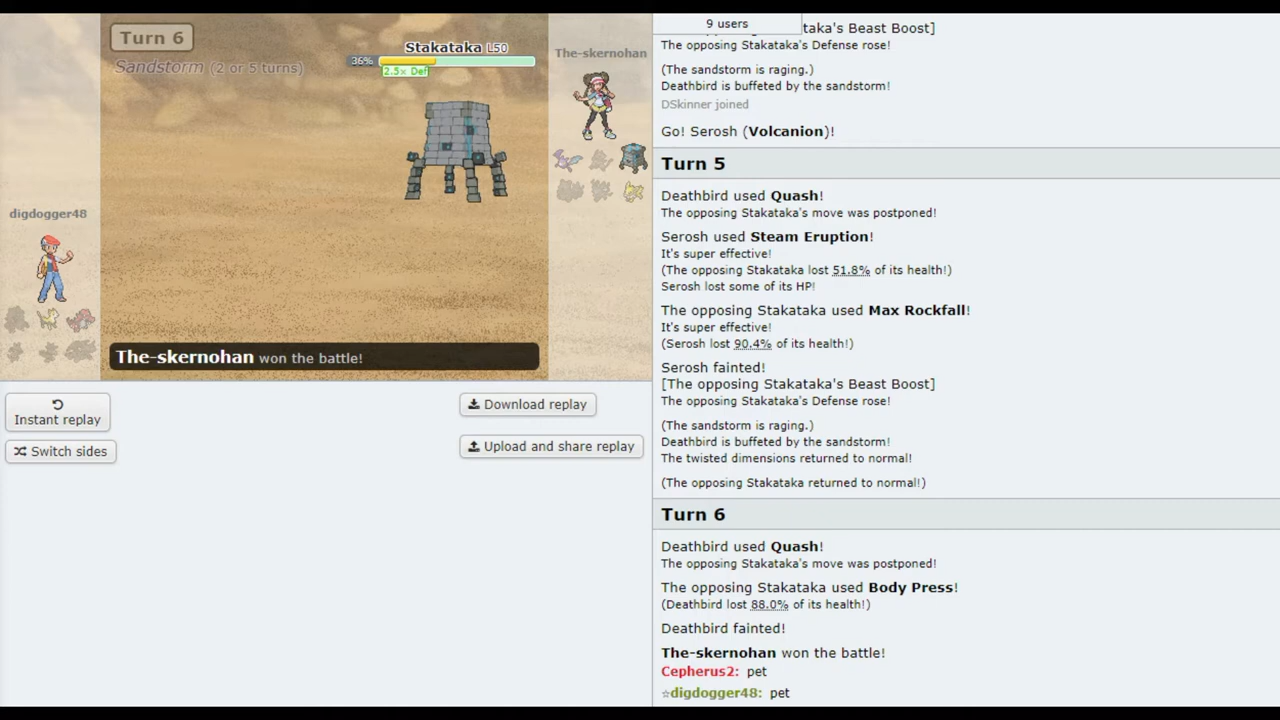 Turn 6
Sandstorm (2 or 5 turns)
Stakataka L50
36%
2.5× Def
The-skernohan
digdogger48
The-skernohan won the battle!
Instant replay
Switch sides
Download replay
Upload and share replay
9 users
taka's Beast Boost]
The opposing Stakataka's Defense rose!
(The sandstorm is raging.)
Deathbird is buffeted by the sandstorm!
DSkinner joined
Go! Serosh (Volcanion)!
Turn 5
Deathbird used Quash!
The opposing Stakataka's move was postponed!
Serosh used Steam Eruption!
It's super effective!
(The opposing Stakataka lost 51.8% of its health!)
Serosh lost some of its HP!
The opposing Stakataka used Max Rockfall!
It's super effective!
(Serosh lost 90.4% of its health!)
Serosh fainted!
[The opposing Stakataka's Beast Boost]
The opposing Stakataka's Defense rose!
(The sandstorm is raging.)
Deathbird is buffeted by the sandstorm!
The twisted dimensions returned to normal!
(The opposing Stakataka returned to normal!)
Turn 6
Deathbird used Quash!
The opposing Stakataka's move was postponed!
The opposing Stakataka used Body Press!
(Deathbird lost 88.0% of its health!)
Deathbird fainted!
The-skernohan won the battle!
Cepherus2: pet
☆digdogger48: pet